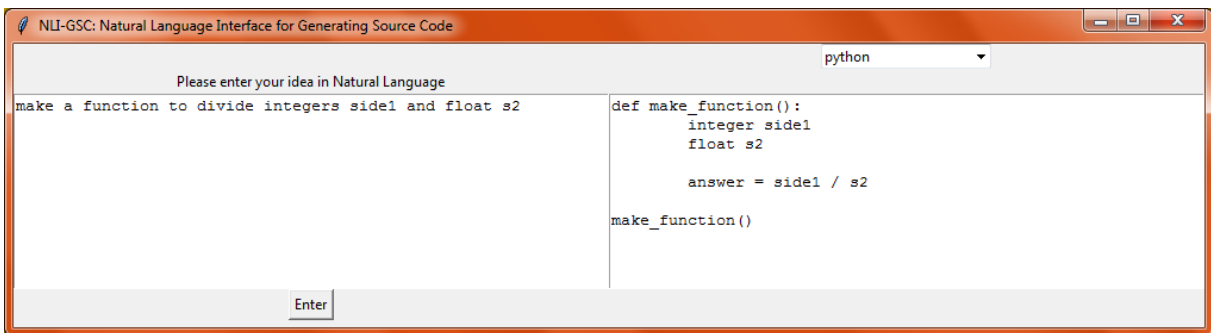 NLI-GSC: Natural Language Interface for Generating Source Code
python
Please enter your idea in Natural Language
make a function to divide integers side1 and float s2
def make_function():
integer side1
float s2
answer = side1 / s2
make_function()
Enter